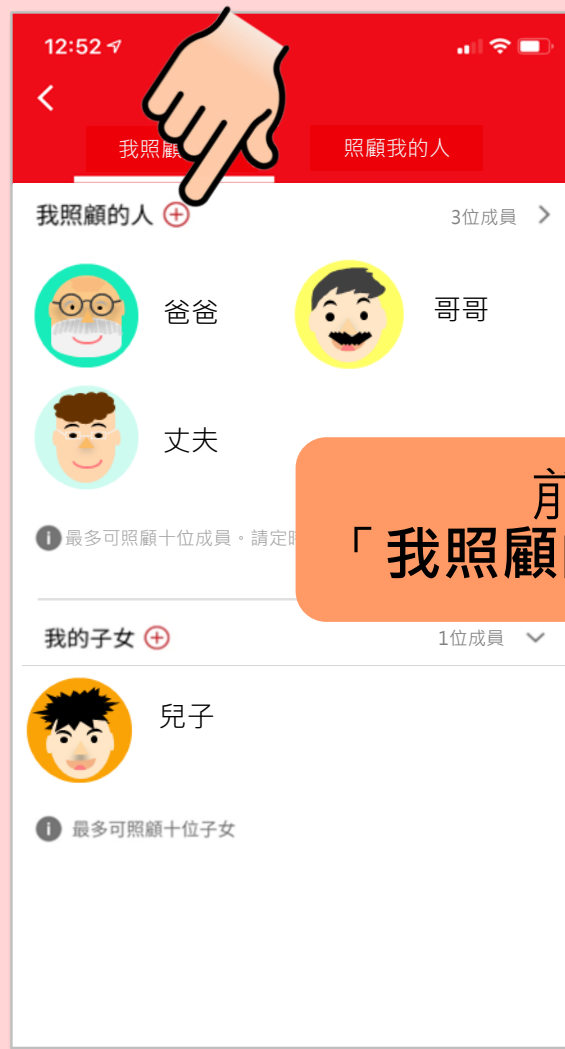 12:52
我照顧
照顧我的人
我照顧的人
3位成員
爸爸
哥哥
丈夫
最多可照顧十位成員。請定
「我照顧
我的子女
1位成員
兒子
最多可照顧十位子女